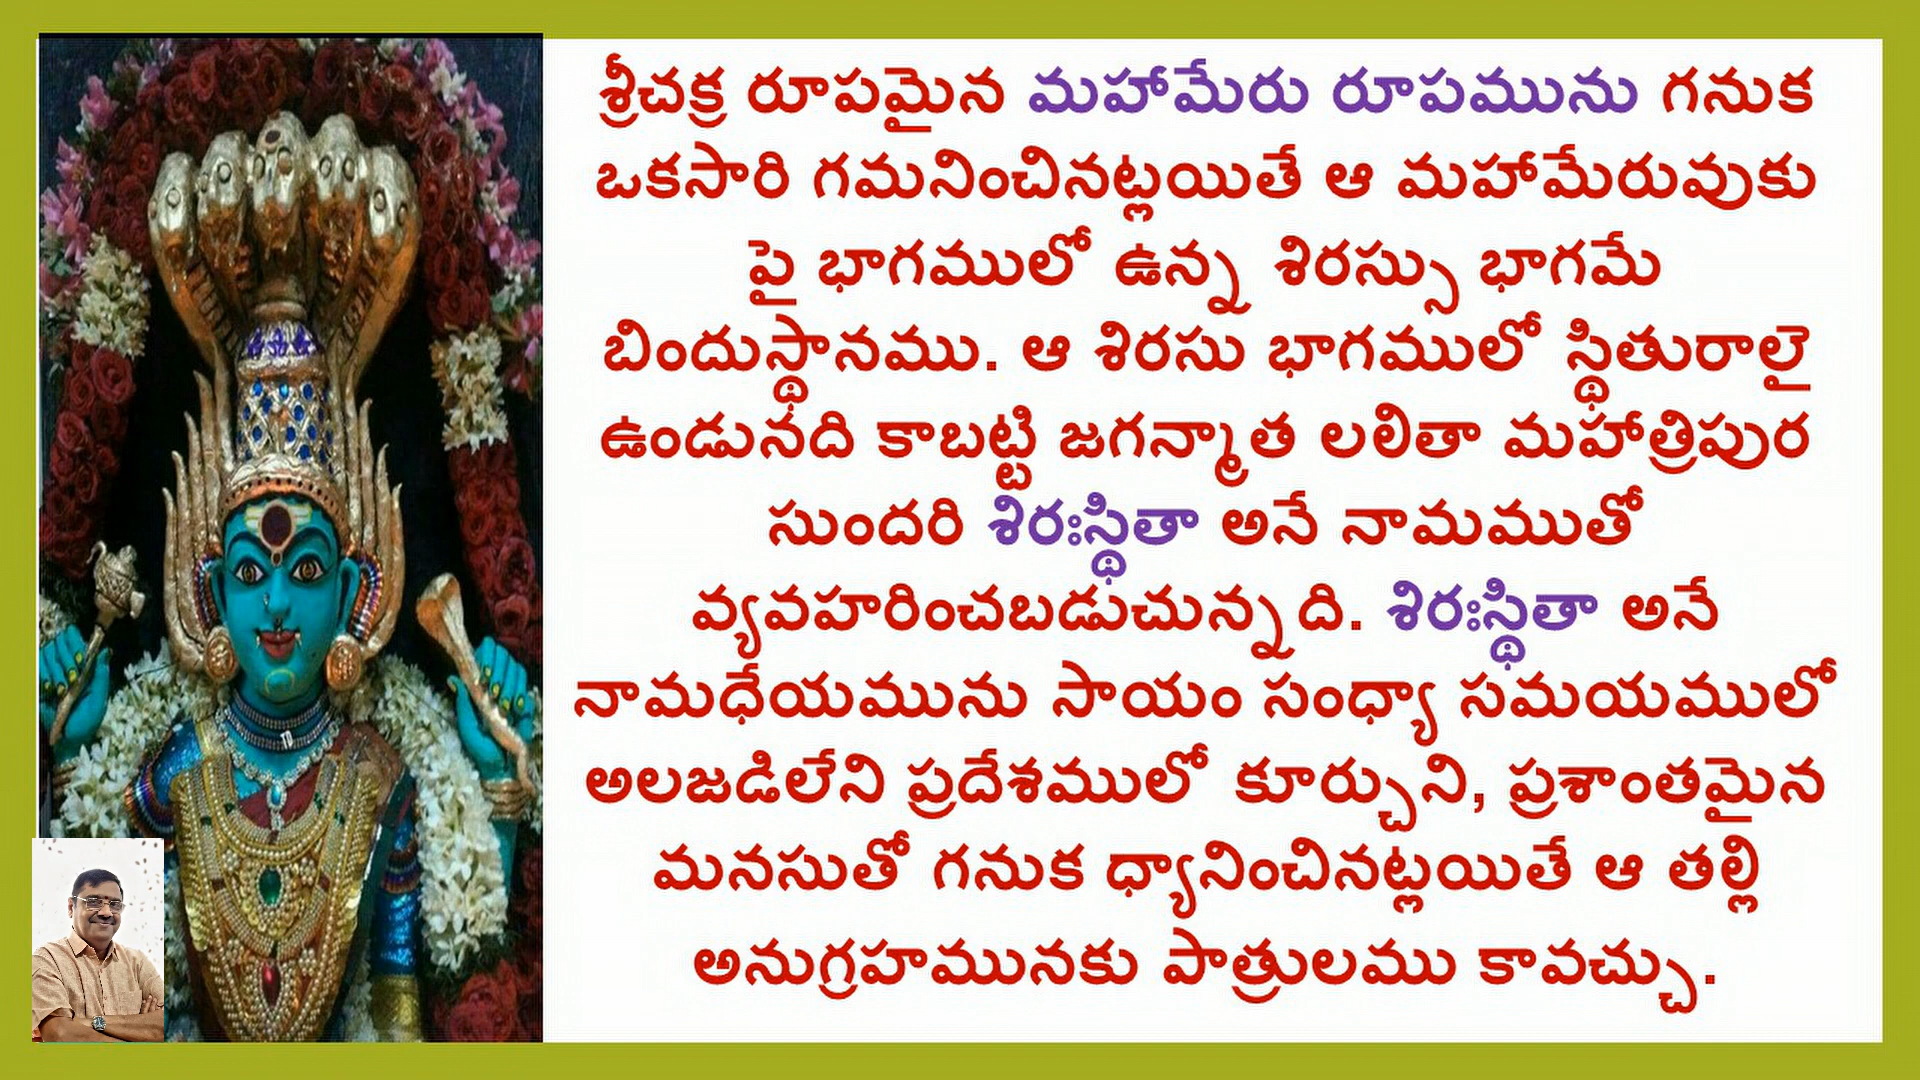 శ్రీచక్ర రూపమైన మహామేరు రూపమును గనుక
ఒకసారి గమనించినట్లయితే ఆ మహామేరువుకు
పై భాగములో ఉన్న శిరస్సు భాగమే
బిందుస్థానము. ఆ శిరసు భాగములో స్థితురాలై
ఉండునది కాబట్టి జగన్మాత లలితా మహాత్రిపుర
సుందరి శిరఃస్థితా అనే నామముతో
వ్యవహరించబడుచున్నది. శిరఃస్థితా అనే
నామధేయమును సాయం సంధ్యా సమయములో
అలజడిలేని ప్రదేశములో కూర్చుని, ప్రశాంతమైన
మనసుతో గనుక ధ్యానించినట్లయితే ఆ తల్లి
అనుగ్రహమునకు పాత్రులము కావచ్చు.